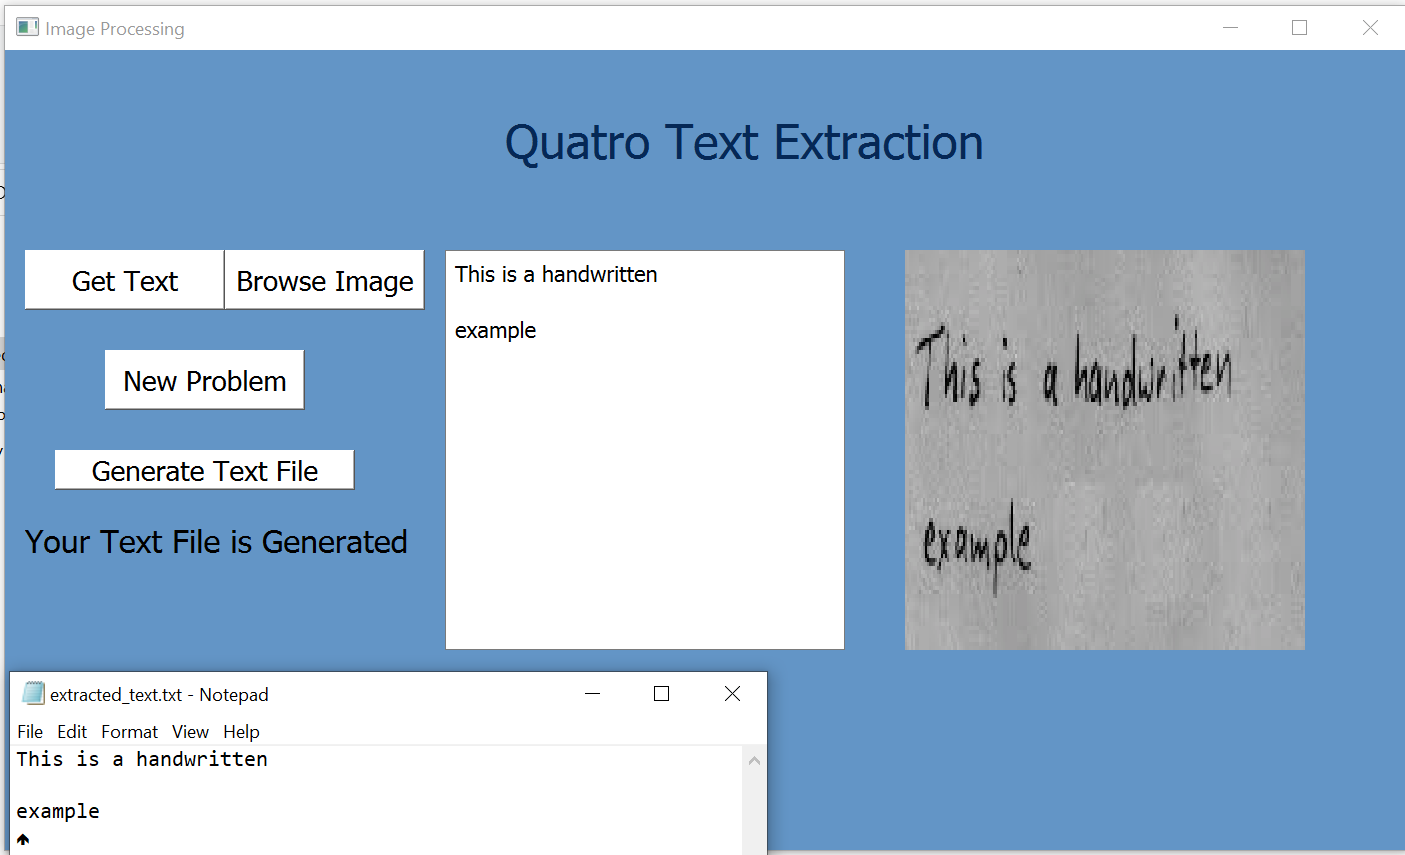 Image Processing
Quatro Text Extraction
Get Text
Browse Image
New Problem
Generate Text File
Your Text File is Generated
This is a handwritten
example
This is a handwritten
example
extracted_text.txt - Notepad
File Edit Format View Help
This is a handwritten
example